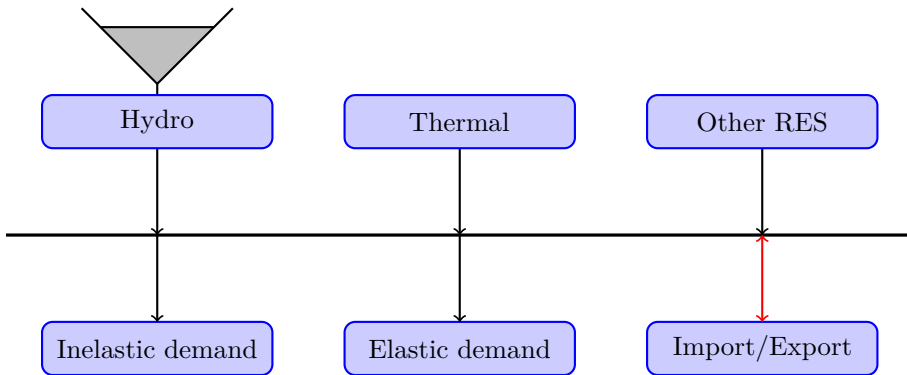 Hydro
Thermal
Other RES
Inelastic demand
Elastic demand
Import/Export